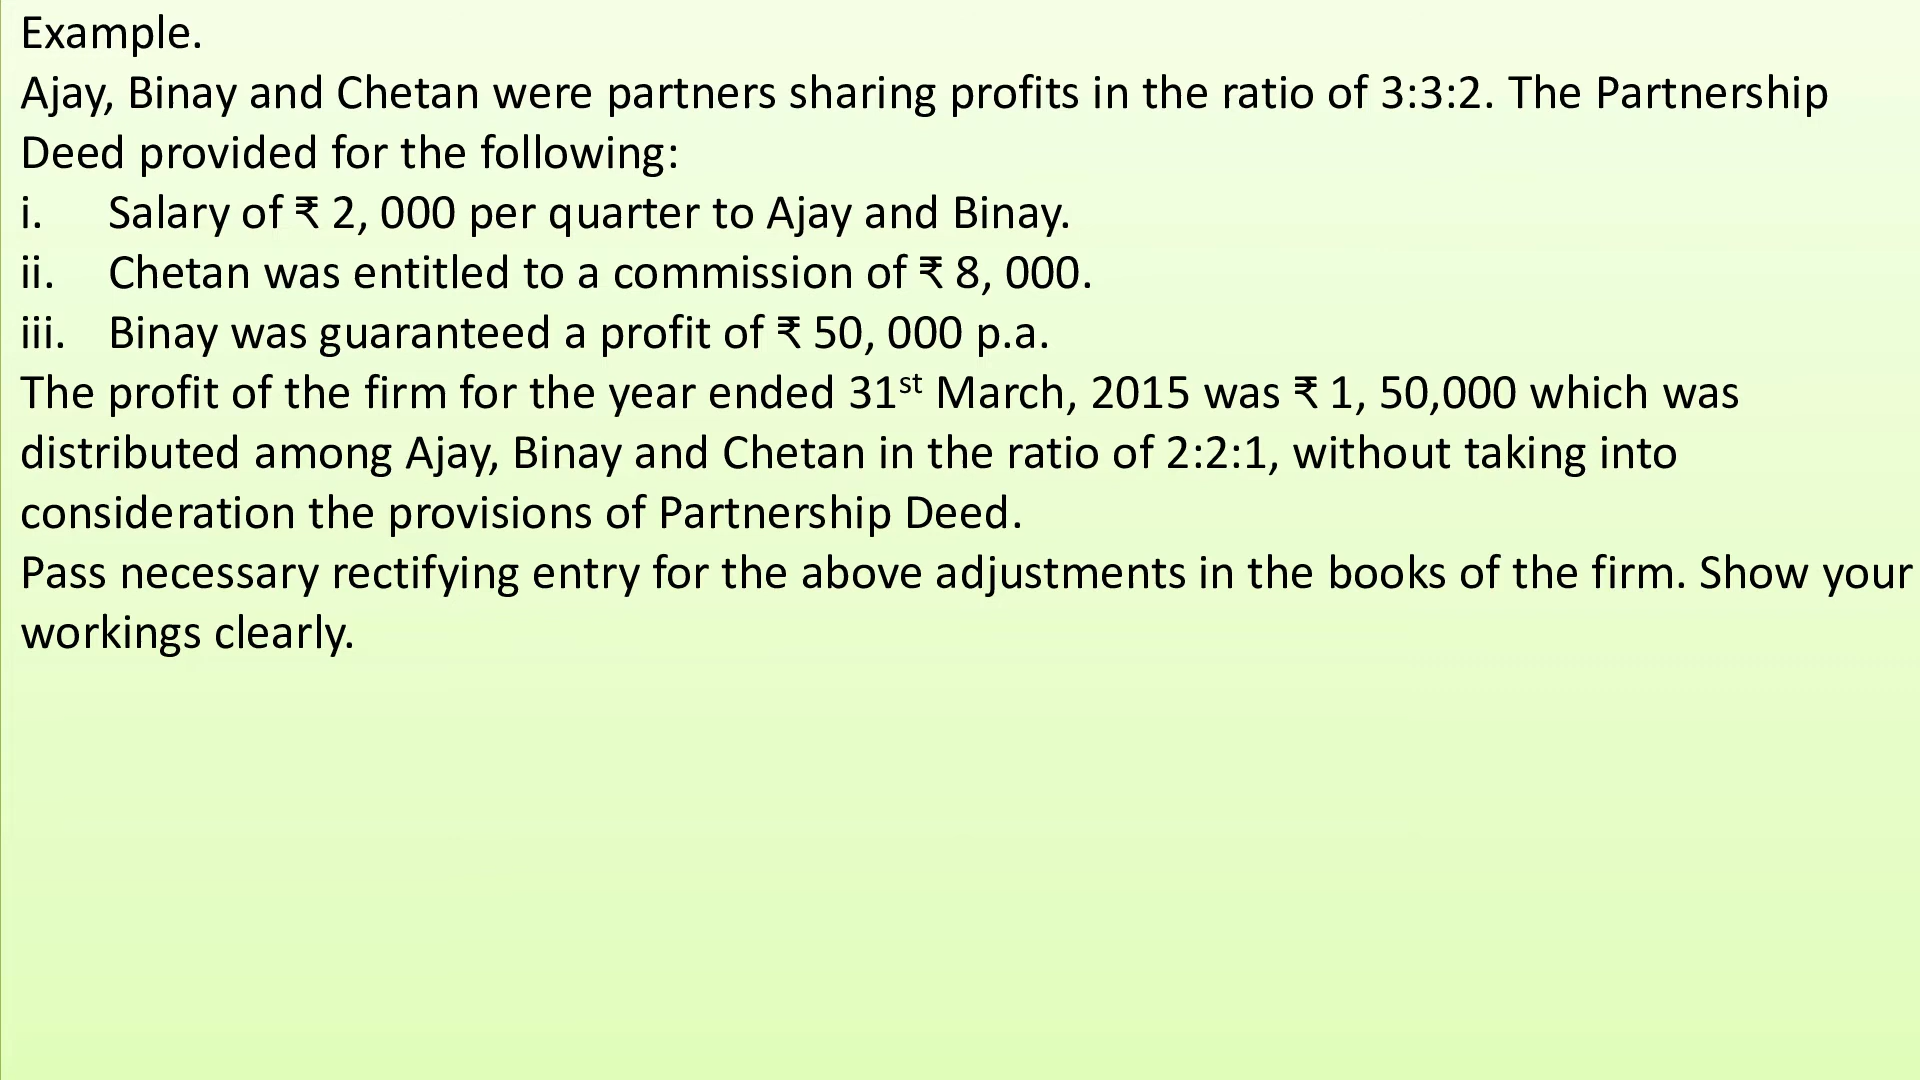 Example.
Ajay, Binay and Chetan were partners sharing profits in the ratio of 3:3:2. The Partnership
Deed provided for the following:
i. Salary of ₹ 2, 000 per quarter to Ajay and Binay.
ii. Chetan was entitled to a commission of ₹ 8, 000.
iii. Binay was guaranteed a profit of ₹ 50, 000 p.a.
The profit of the firm for the year ended 31st March, 2015 was ₹ 1, 50,000 which was
distributed among Ajay, Binay and Chetan in the ratio of 2:2:1, without taking into
consideration the provisions of Partnership Deed.
Pass necessary rectifying entry for the above adjustments in the books of the firm. Show your
workings clearly.